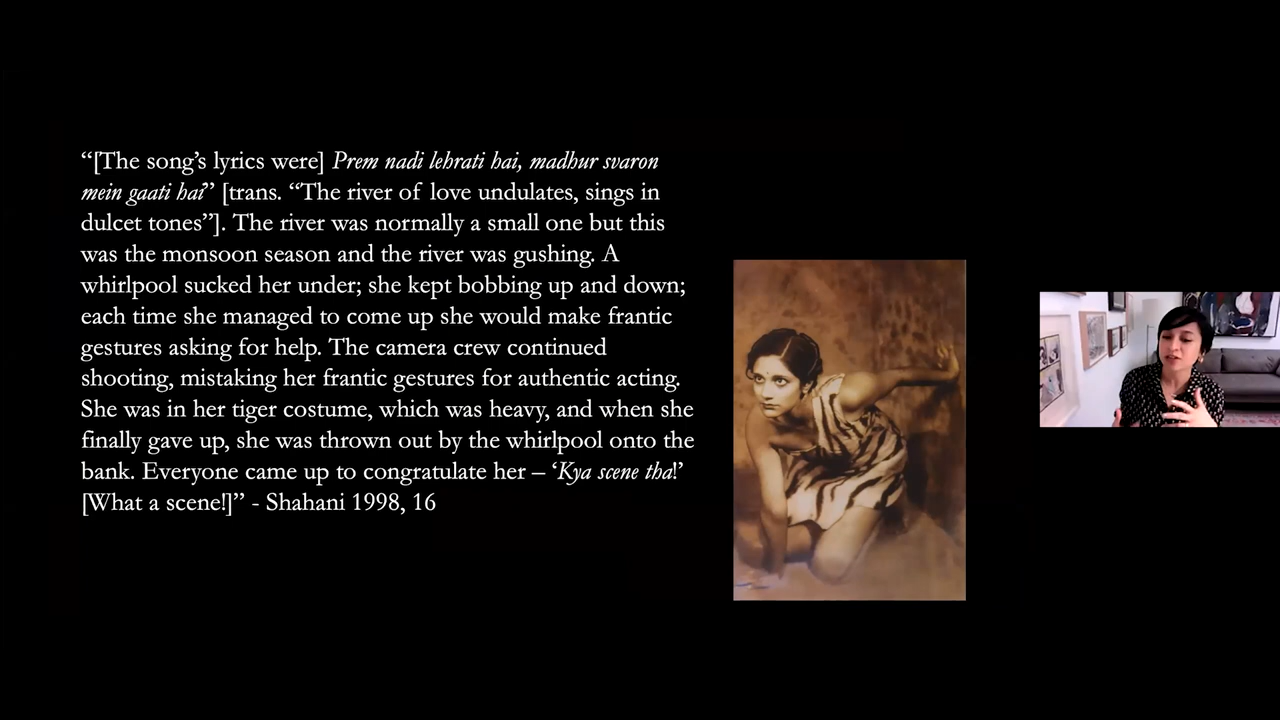 “[The song’s lyrics were] Prem nadi lehrati hai, madhur svaron
mein gaati hai” [trans. “The river of love undulates, sings in
dulcet tones”]. The river was normally a small one but this
was the monsoon season and the river was gushing. A
whirlpool sucked her under; she kept bobbing up and down;
each time she managed to come up she would make frantic
gestures asking for help. The camera crew continued
shooting, mistaking her frantic gestures for authentic acting.
She was in her tiger costume, which was heavy, and when she
finally gave up, she was thrown out by the whirlpool onto the
bank. Everyone came up to congratulate her – ‘Kya scene tha!’
[What a scene!]” - Shahani 1998, 16